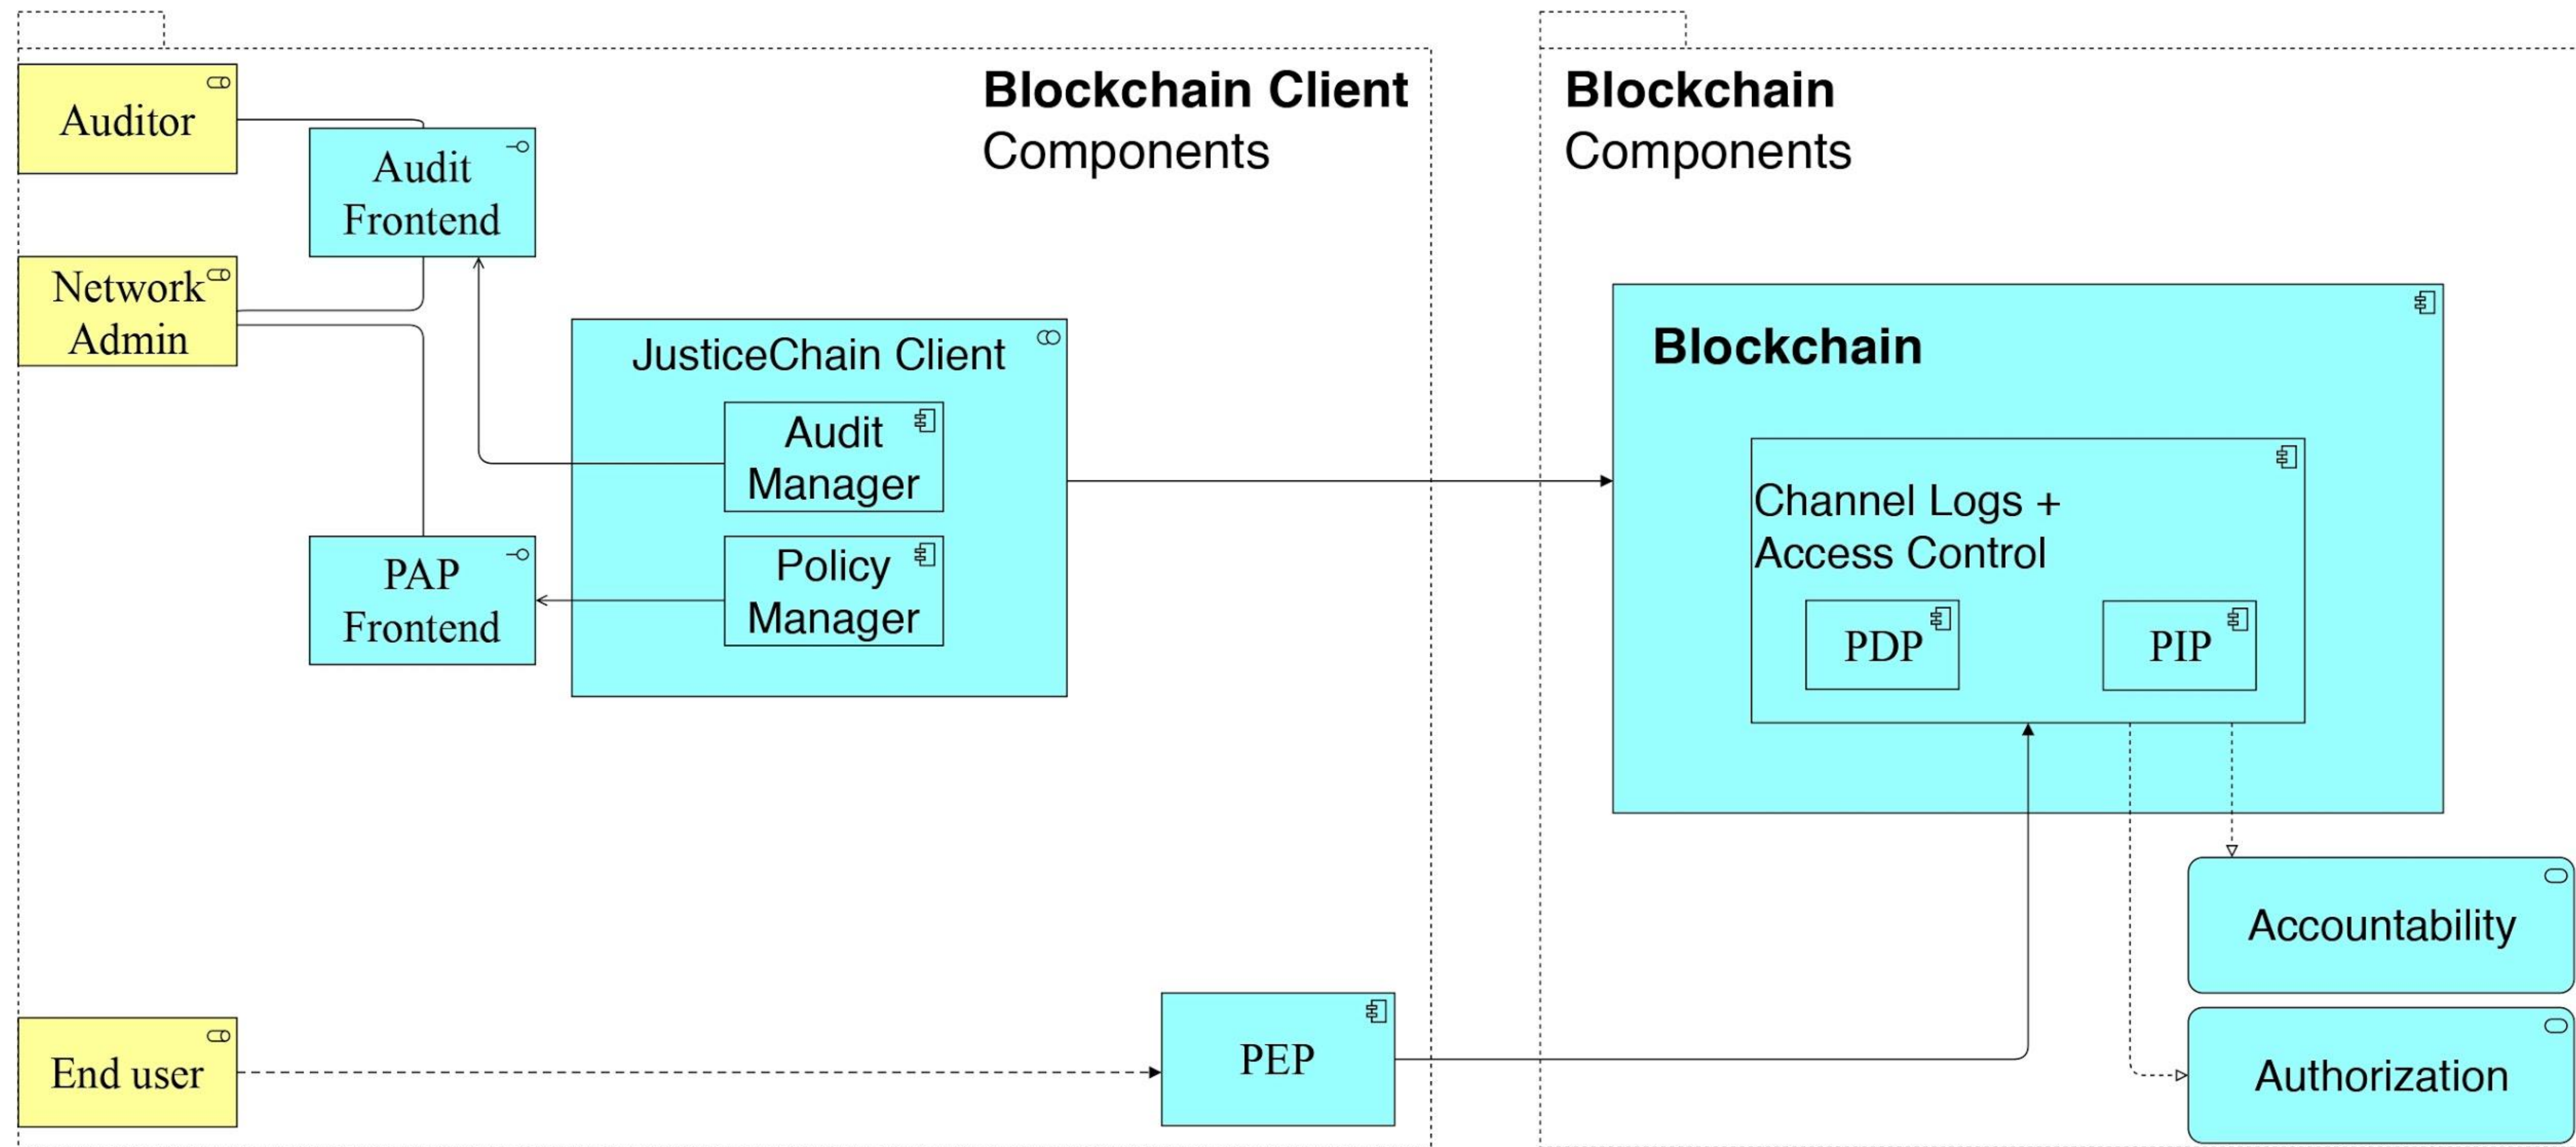 Blockchain Client
Components
Blockchain
Components
Auditor
Audit
Frontend
Network
Admin
JusticeChain Client
Audit
Manager
Policy
Manager
PAP
Frontend
Blockchain
Channel Logs +
Access Control
PDP
PIP
Accountability
End user
PEP
Authorization